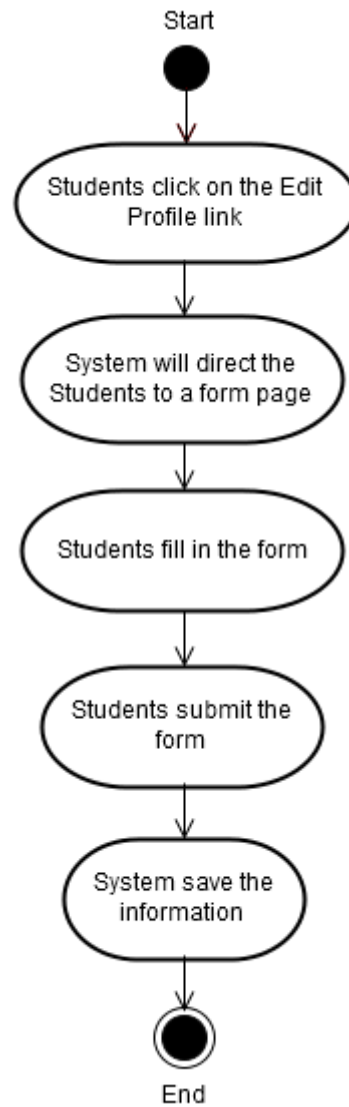 Start
Students click on the Edit
Profile link
System will direct the
Students to a form page
Students fill in the form
Students submit the
form
System save the
information
End